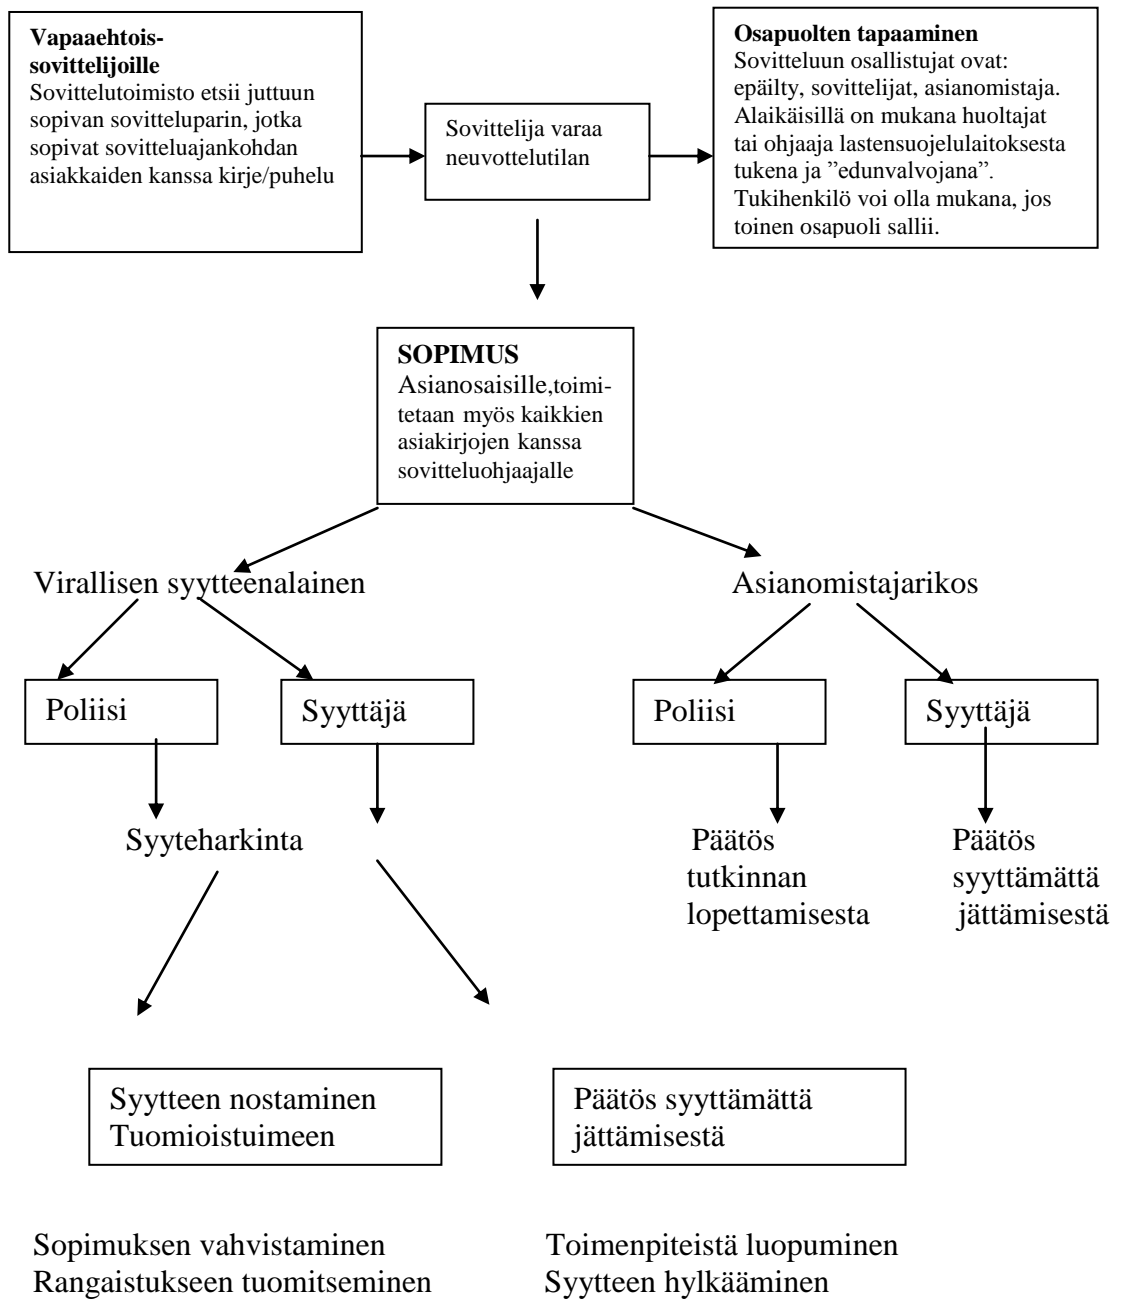 Vapaaehtois-
sovittelijoille
Sovittelutoimisto etsii juttuun
sopivan sovitteluparin, jotka
sopivat sovitteluajankohdan
asiakkaiden kanssa kirje/puhelu
Sovittelija varaa
neuvottelutilan
Osapuolten tapaaminen
Sovitteluun osallistujat ovat:
epäilty, sovittelijat, asianomistaja.
Alaikäisillä on mukana huoltajat
tai ohjaaja lastensuojelulaitoksesta
tukena ja ”edunvalvojana”.
Tukihenkilö voi olla mukana, jos
toinen osapuoli sallii.
SOPIMUS
Asianosaisille,toimi-
tetaan myös kaikkien
asiakirjojen kanssa
sovitteluohjaajalle
Virallisen syytteenalainen
Asianomistajarikos
Poliisi
Syyttäjä
Poliisi
Syyttäjä
Syyteharkinta
Päätös
tutkinnan
lopettamisesta
Päätös
syyttämättä
jättämisestä
Syytteen nostaminen
Tuomioistuimeen
Päätös syyttämättä
jättämisestä
Sopimuksen vahvistaminen
Rangaistukseen tuomitseminen
Toimenpiteistä luopuminen
Syytteen hylkääminen